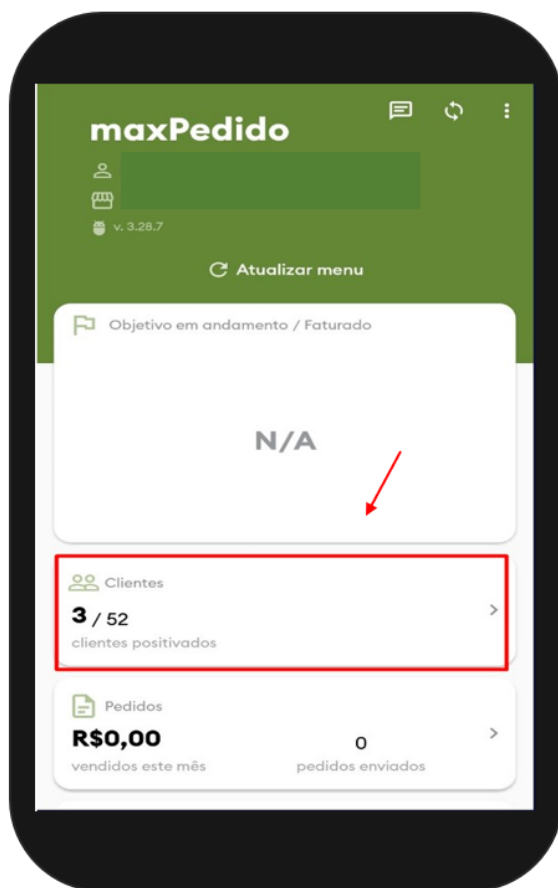 maxPedido
v. 3.28.7
Atualizar menu
Objetivo em andamento / Faturado
N/A
Clientes
3 / 52
clientes positivados
Pedidos
R$0,00 0
vendidos este mês pedidos enviados